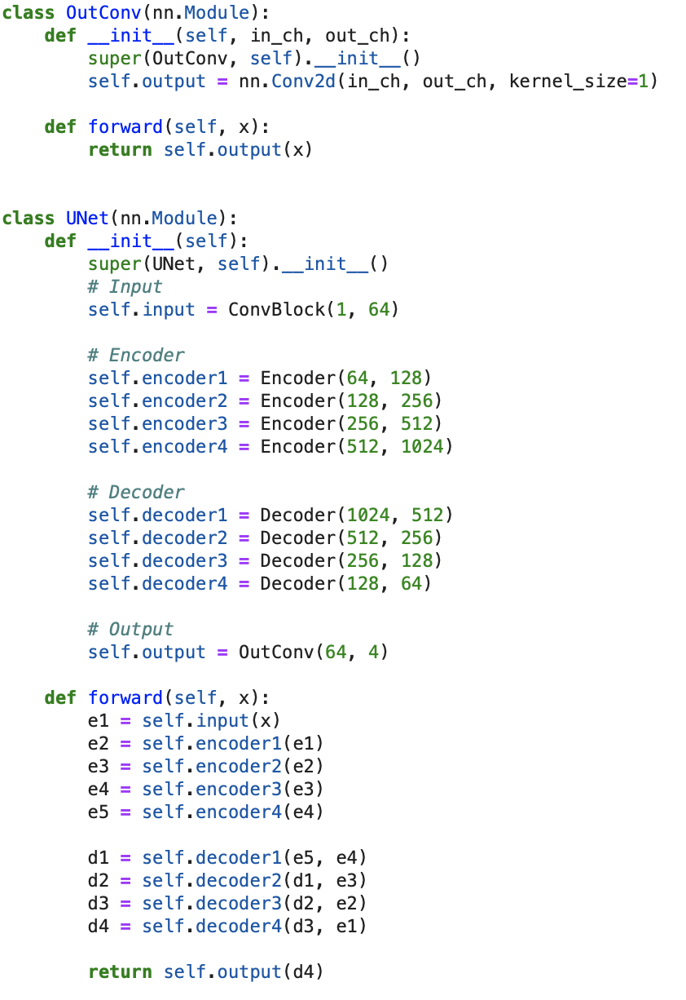 class OutConv(nn.Module):
    def __init__(self, in_ch, out_ch):
        super(OutConv, self).__init__()
        self.output = nn.Conv2d(in_ch, out_ch, kernel_size=1)

    def forward(self, x):
        return self.output(x)


class UNet(nn.Module):
    def __init__(self):
        super(UNet, self).__init__()
        # Input
        self.input = ConvBlock(1, 64)

        # Encoder
        self.encoder1 = Encoder(64, 128)
        self.encoder2 = Encoder(128, 256)
        self.encoder3 = Encoder(256, 512)
        self.encoder4 = Encoder(512, 1024)

        # Decoder
        self.decoder1 = Decoder(1024, 512)
        self.decoder2 = Decoder(512, 256)
        self.decoder3 = Decoder(256, 128)
        self.decoder4 = Decoder(128, 64)

        # Output
        self.output = OutConv(64, 4)

    def forward(self, x):
        e1 = self.input(x)
        e2 = self.encoder1(e1)
        e3 = self.encoder2(e2)
        e4 = self.encoder3(e3)
        e5 = self.encoder4(e4)

        d1 = self.decoder1(e5, e4)
        d2 = self.decoder2(d1, e3)
        d3 = self.decoder3(d2, e2)
        d4 = self.decoder4(d3, e1)

        return self.output(d4)